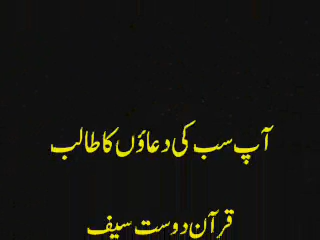 آپ سب کی دعاؤں کا طالب
قرآن دوست سیف